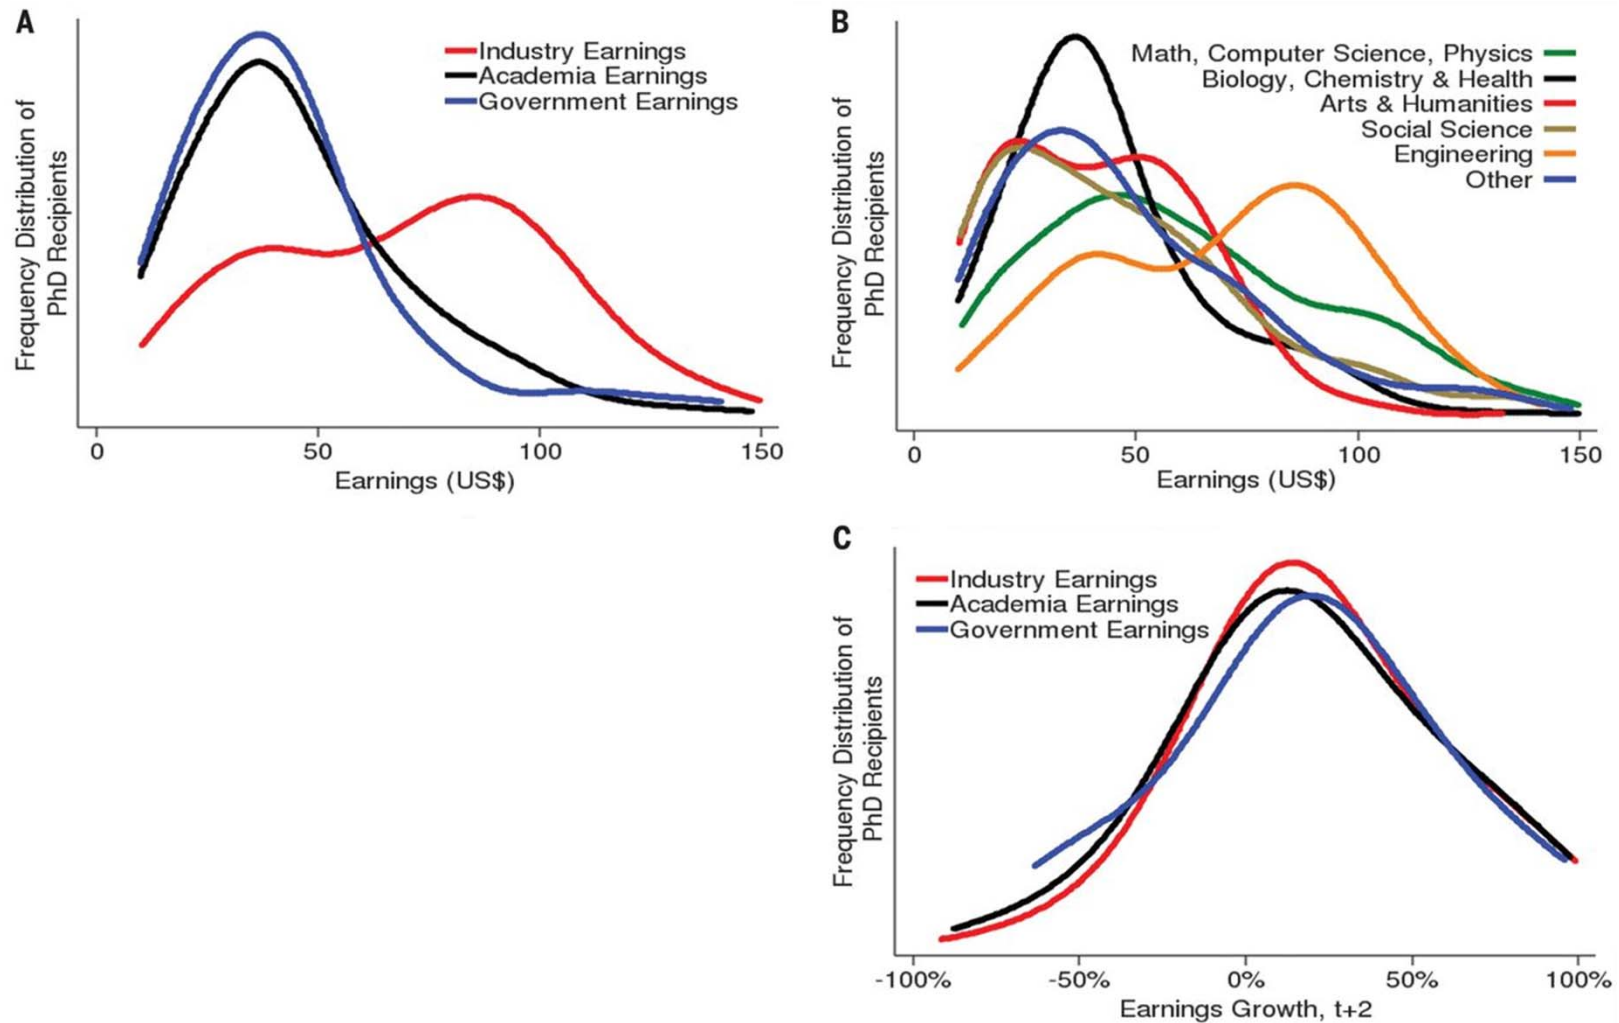 A
Industry Earnings
Academia Earnings
Government Earnings
Frequency Distribution of
PhD Recipients
0 50 100 150
Earnings (US$)
B
Math, Computer Science, Physics
Biology, Chemistry & Health
Arts & Humanities
Social Science
Engineering
Other
Frequency Distribution of
PhD Recipients
0 50 100 150
Earnings (US$)
C
Industry Earnings
Academia Earnings
Government Earnings
Frequency Distribution of
PhD Recipients
-100% -50% 0% 50% 100%
Earnings Growth, t+2